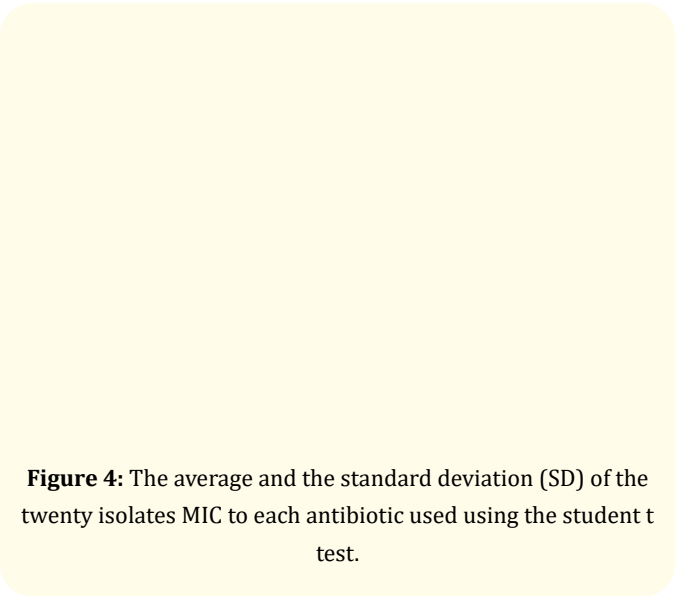 Figure 4: The average and the standard deviation (SD) of the
twenty isolates MIC to each antibiotic used using the student t
test.